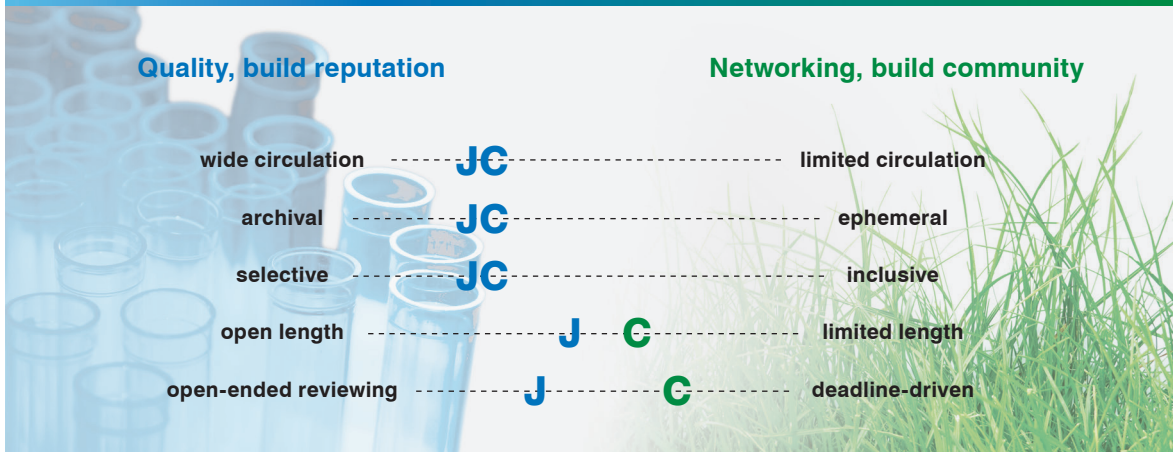 Quality, build reputation Networking, build community
wide circulation JC limited circulation
archival JC ephemeral
selective JC inclusive
open length J C limited length
open-ended reviewing J C deadline-driven